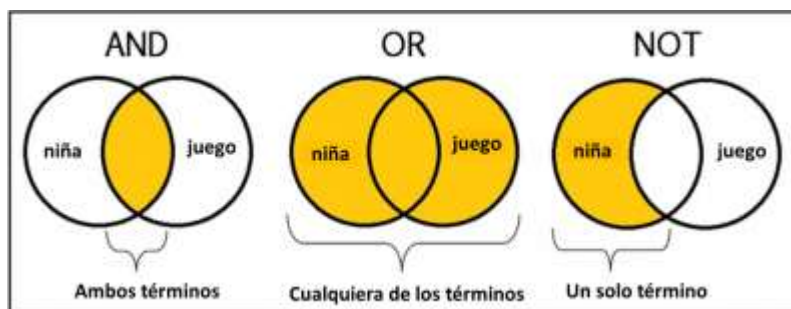 AND OR NOT
niña juego niña juego niña juego
Ambos términos Cualquiera de los términos Un solo término